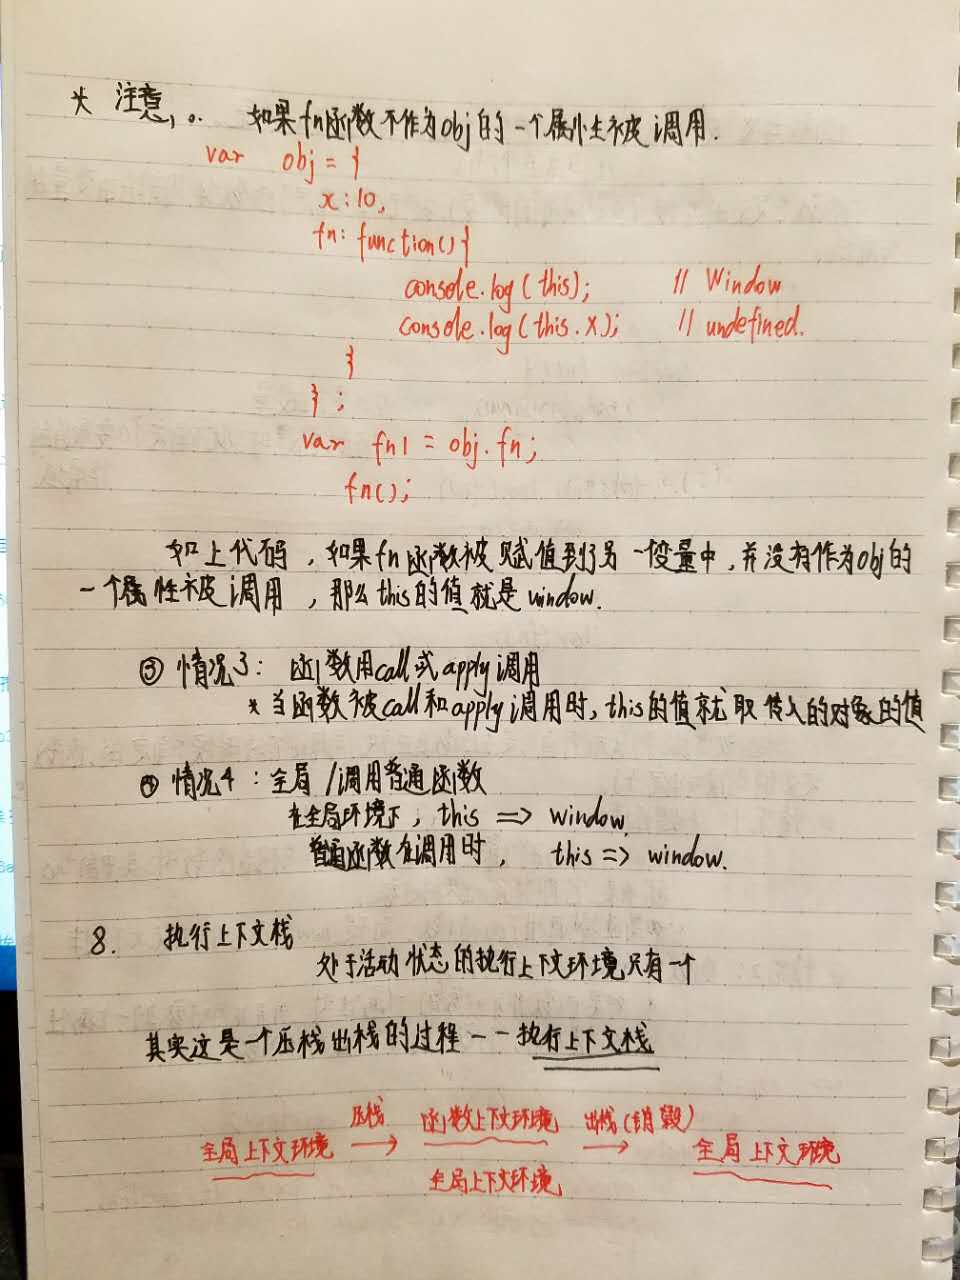 * 注意,。. 如果fn函数不作为obj的一个属性被调用.
var obj = {
x:10,
fn: function(){
console.log(this); // Window
console.log(this.x); // undefined.
}
};
var fn1 = obj.fn;
fn();
如上代码,如果fn函数被赋值到了另一变量中,并没有作为obj的
一个属性被调用,那么this的值就是window.
③ 情况3: 函数用call或apply调用
* 当函数被call和apply调用时,this的值就取传入的对象的值
④ 情况4: 全局/调用普通函数
在全局环境下, this => window.
普通函数在调用时, this => window.
8. 执行上下文栈
处于活动状态的执行上下文环境只有一个
其实这是一个压栈出栈的过程--执行上下文栈
全局上下文环境 压栈→ 函数上下文环境 出栈(销毁)→ 全局上下文环境
全局上下文环境